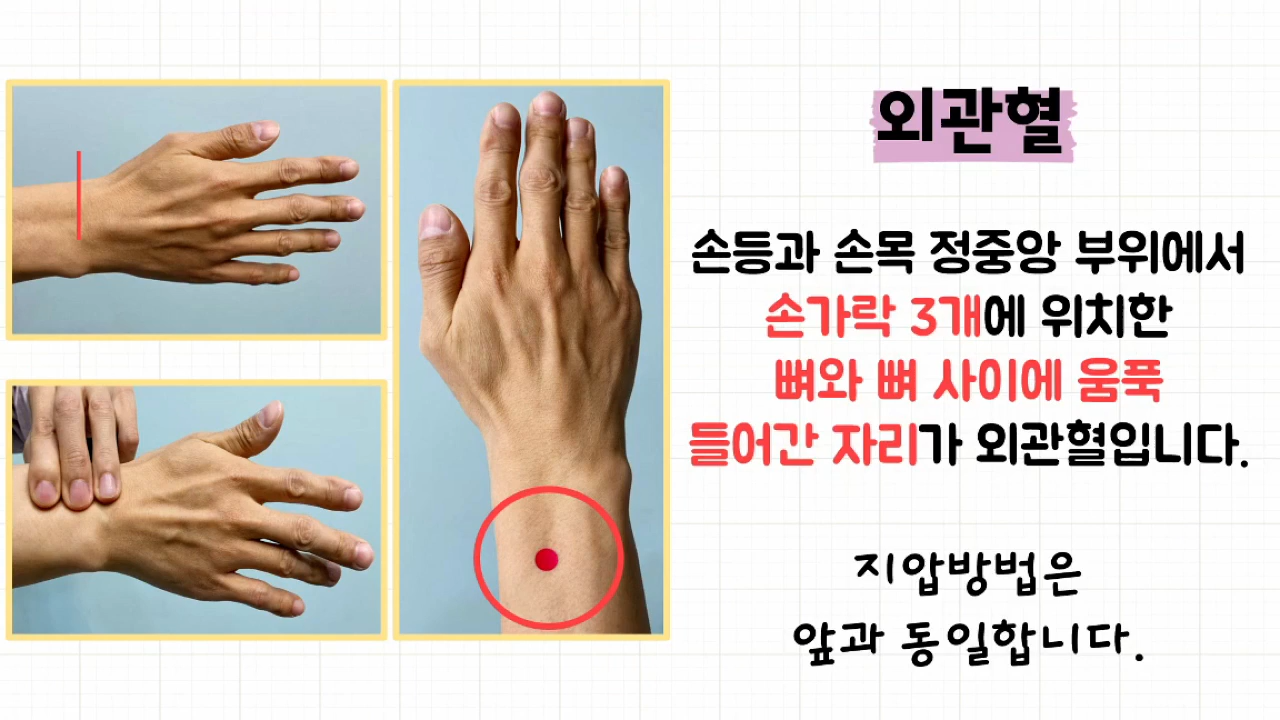 외관혈
손등과 손목 정중앙 부위에서
손가락 3개에 위치한
뼈와 뼈 사이에 움푹
들어간 자리가 외관혈입니다.
지압방법은
앞과 동일합니다.